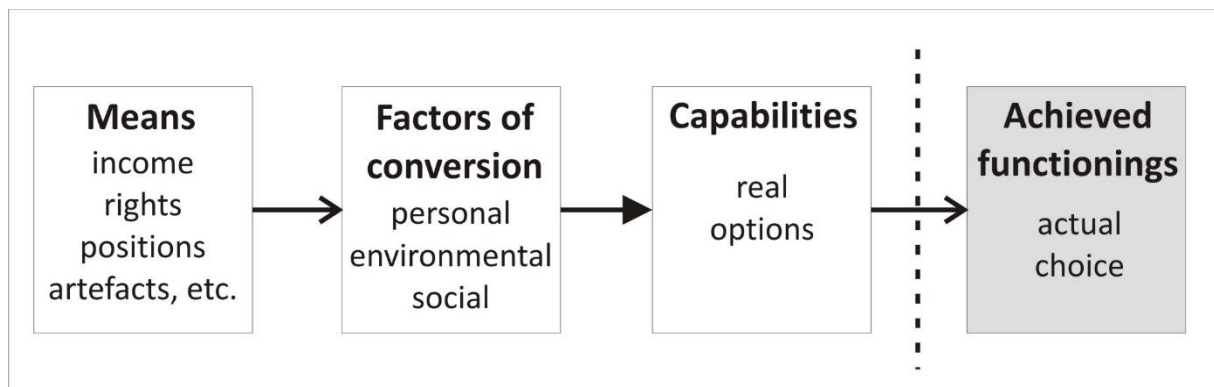 Means
income
rights
positions
artefacts, etc.
Factors of
conversion
personal
environmental
social
Capabilities
real
options
Achieved
functionings
actual
choice